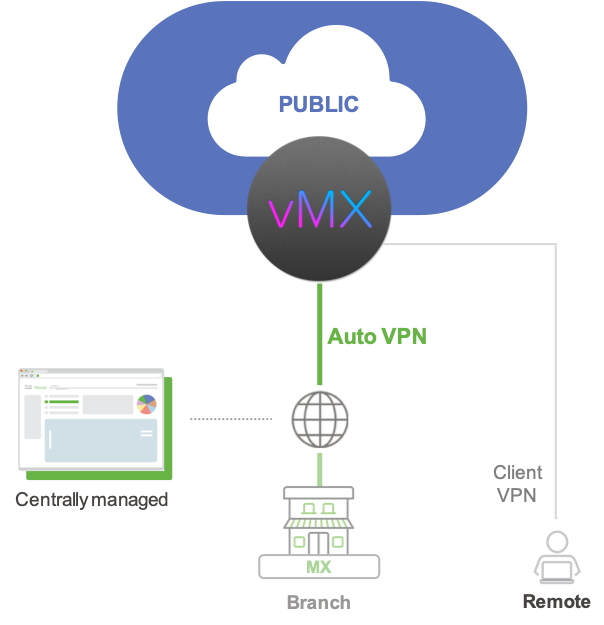 PUBLIC
vMX
Auto VPN
Centrally managed
Client
VPN
MX
Branch
Remote